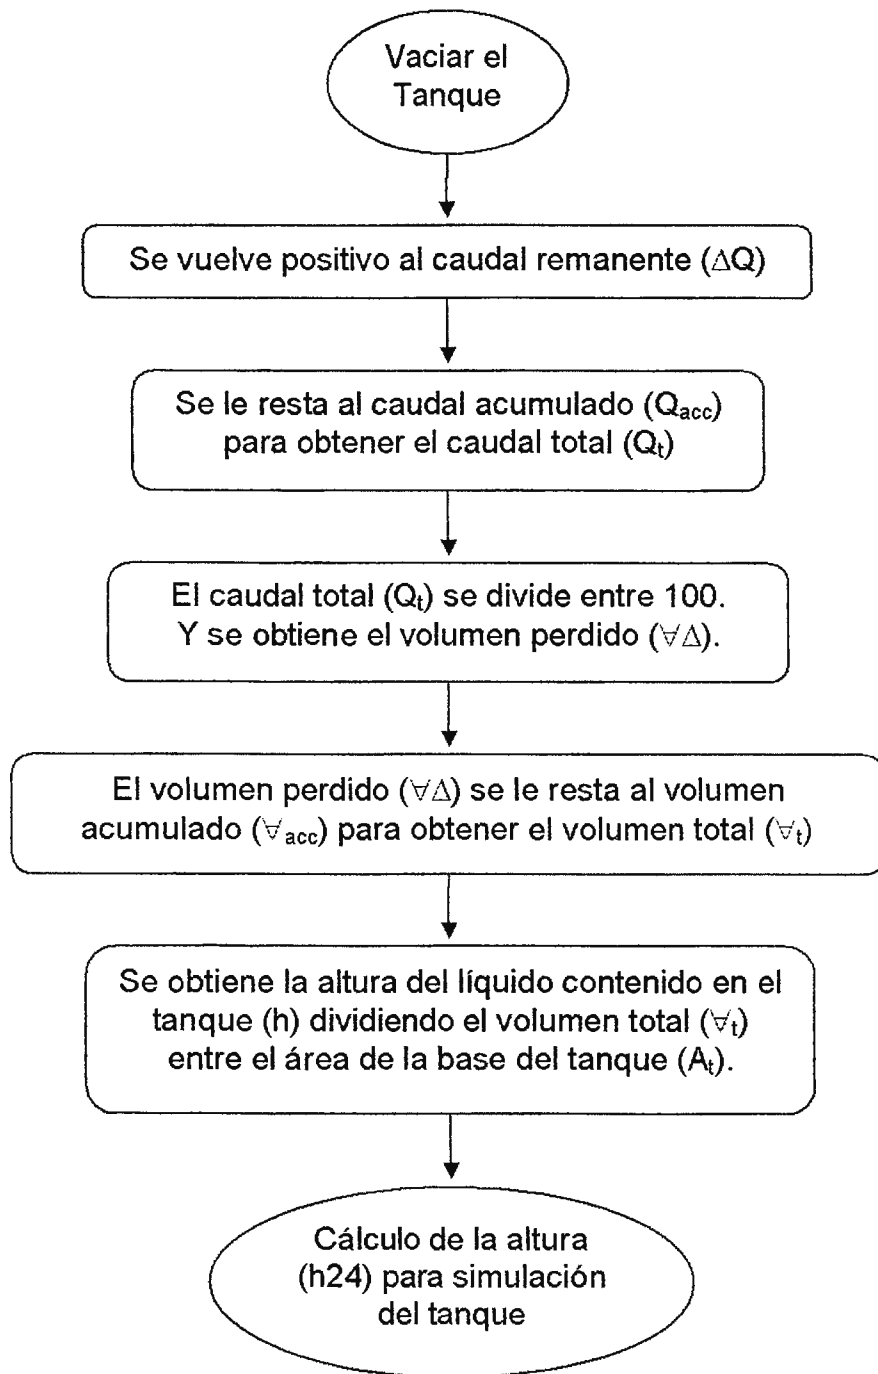 Vaciar el
Tanque
Se vuelve positivo al caudal remanente (ΔQ)
Se le resta al caudal acumulado (Qacc)
para obtener el caudal total (Qt)
El caudal total (Qt) se divide entre 100.
Y se obtiene el volumen perdido (∀Δ).
El volumen perdido (∀Δ) se le resta al volumen
acumulado (∀acc) para obtener el volumen total (∀t)
Se obtiene la altura del líquido contenido en el
tanque (h) dividiendo el volumen total (∀t)
entre el área de la base del tanque (At).
Cálculo de la altura
(h24) para simulación
del tanque